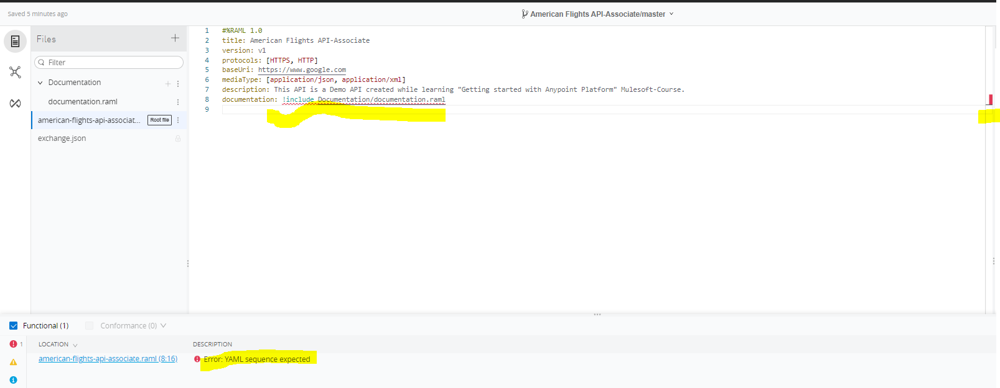 Saved 5 minutes ago
American Flights API-Associate/master
Files
Filter
Documentation
documentation.raml
american-flights-api-associat... Root file
exchange.json
1 #%RAML 1.0
2 title: American Flights API-Associate
3 version: v1
4 protocols: [HTTPS, HTTP]
5 baseUri: https://www.google.com
6 mediaType: [application/json, application/xml]
7 description: This API is a Demo API created while learning "Getting started with Anypoint Platform" Mulesoft-Course.
8 documentation: !include Documentation/documentation.raml
9
Functional (1) Conformance (0)
1 LOCATION DESCRIPTION
american-flights-api-associate.raml (8:16) Error: YAML sequence expected